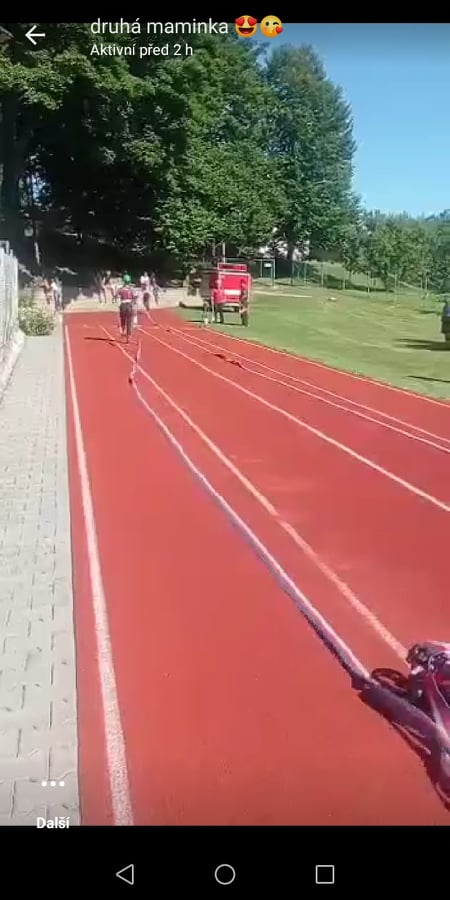 druhá maminka 😍😘
Aktivní před 2 h
Další